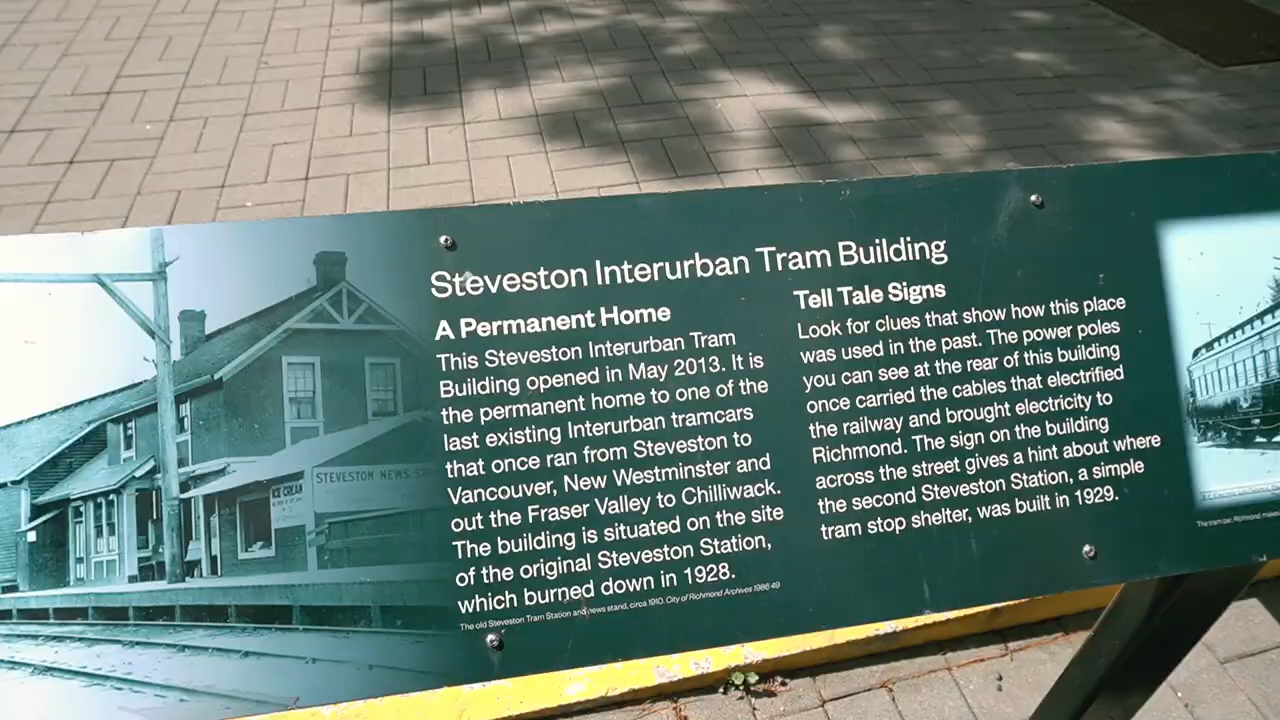 Steveston Interurban Tram Building
A Permanent Home
This Steveston Interurban Tram
Building opened in May 2013. It is
the permanent home to one of the
last existing Interurban tramcars
that once ran from Steveston to
Vancouver, New Westminster and
out the Fraser Valley to Chilliwack.
The building is situated on the site
of the original Steveston Station,
which burned down in 1928.
The old Steveston Tram Station and news stand, circa 1910. City of Richmond Archives 1986 49
Tell Tale Signs
Look for clues that show how this place
was used in the past. The power poles
you can see at the rear of this building
once carried the cables that electrified
the railway and brought electricity to
Richmond. The sign on the building
across the street gives a hint about where
the second Steveston Station, a simple
tram stop shelter, was built in 1929.
STEVESTON NEWS
ICE CREAM
The tram car, Richmond